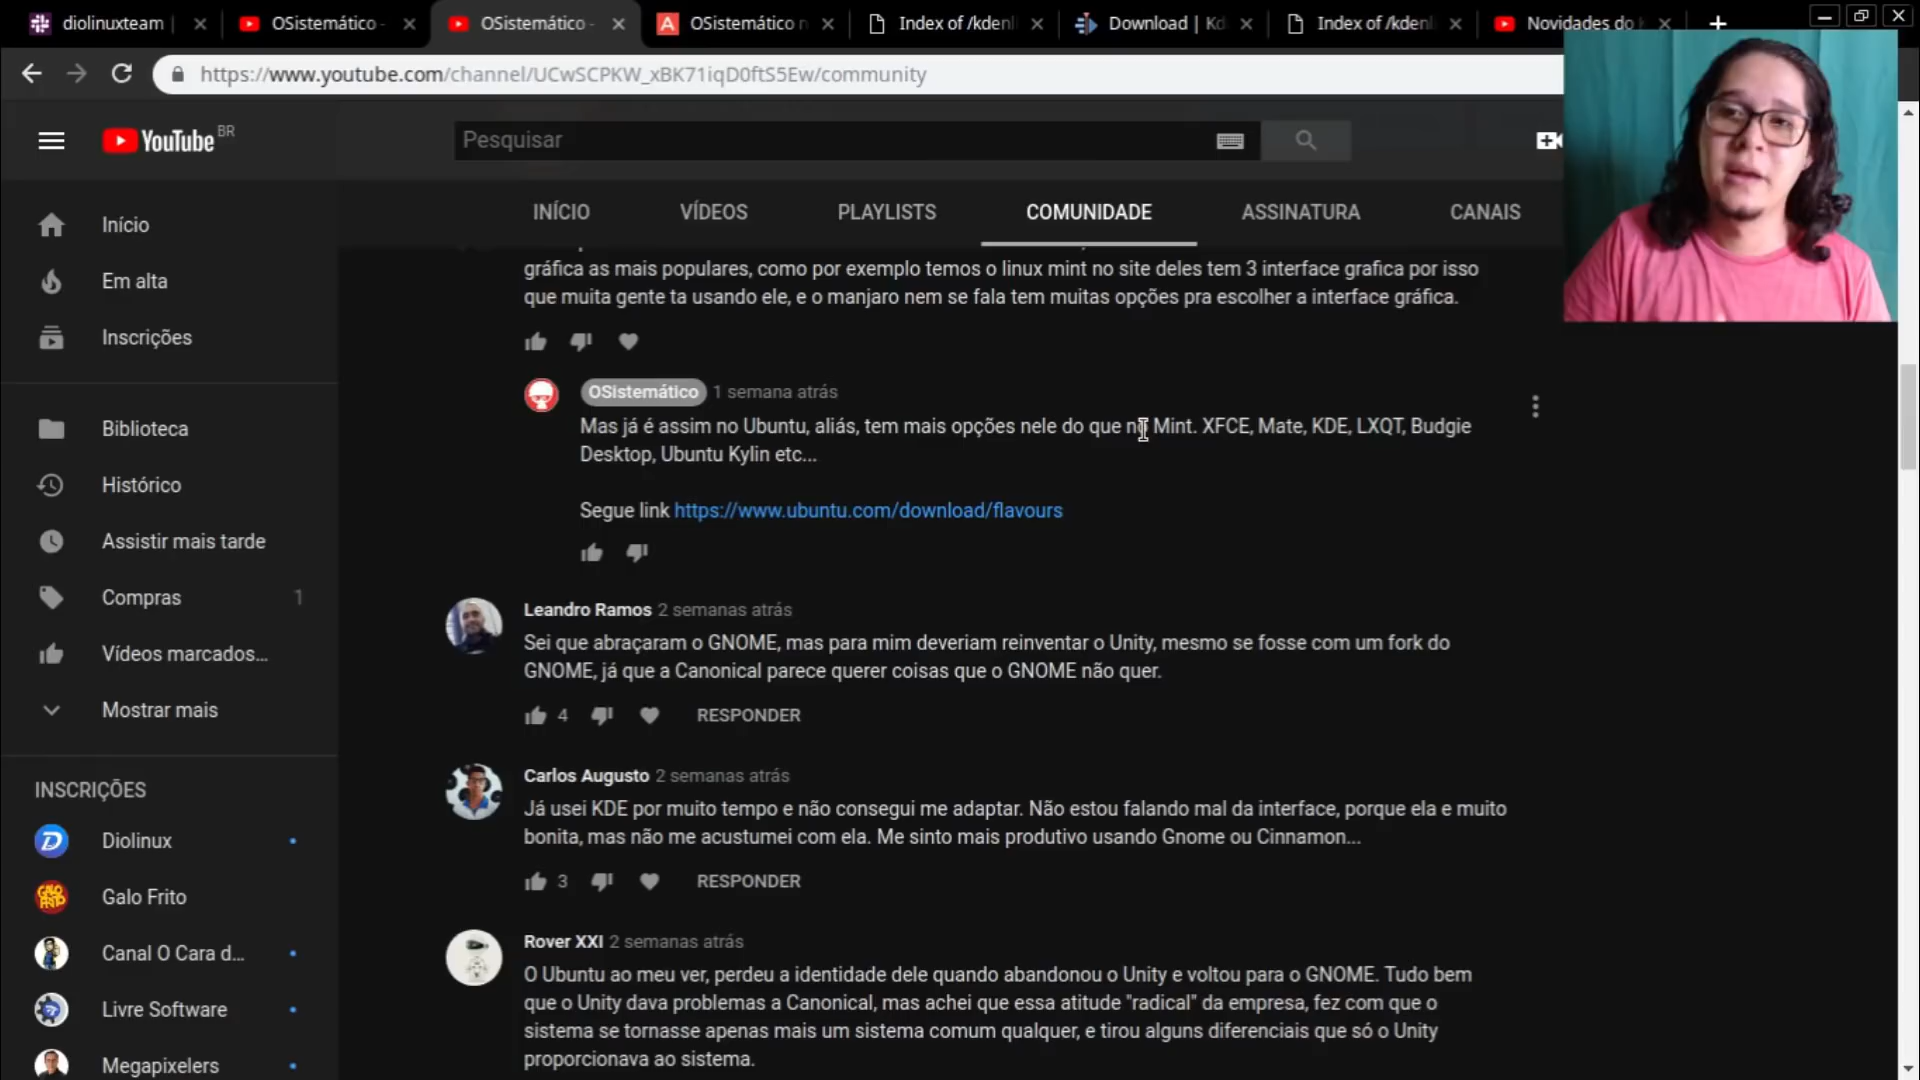 diolinuxteam
OSistemático -
OSistemático -
OSistemático n
Index of /kdenl
Download | Kd
Index of /kdenl
Novidades do
https://www.youtube.com/channel/UCwSCPKW_xBK71iqD0ftS5Ew/community
YouTube BR
Pesquisar
INÍCIO VÍDEOS PLAYLISTS COMUNIDADE ASSINATURA CANAIS
Início
Em alta
Inscrições
Biblioteca
Histórico
Assistir mais tarde
Compras 1
Vídeos marcados...
Mostrar mais
INSCRIÇÕES
Diolinux
Galo Frito
GALO FRITO
Canal O Cara d...
Livre Software
Megapixelers
gráfica as mais populares, como por exemplo temos o linux mint no site deles tem 3 interface grafica por isso
que muita gente ta usando ele, e o manjaro nem se fala tem muitas opções pra escolher a interface gráfica.
OSistemático 1 semana atrás
Mas já é assim no Ubuntu, aliás, tem mais opções nele do que no Mint. XFCE, Mate, KDE, LXQT, Budgie
Desktop, Ubuntu Kylin etc...
Segue link https://www.ubuntu.com/download/flavours
Leandro Ramos 2 semanas atrás
Sei que abraçaram o GNOME, mas para mim deveriam reinventar o Unity, mesmo se fosse com um fork do
GNOME, já que a Canonical parece querer coisas que o GNOME não quer.
4 RESPONDER
Carlos Augusto 2 semanas atrás
Já usei KDE por muito tempo e não consegui me adaptar. Não estou falando mal da interface, porque ela e muito
bonita, mas não me acustumei com ela. Me sinto mais produtivo usando Gnome ou Cinnamon...
3 RESPONDER
Rover XXI 2 semanas atrás
O Ubuntu ao meu ver, perdeu a identidade dele quando abandonou o Unity e voltou para o GNOME. Tudo bem
que o Unity dava problemas a Canonical, mas achei que essa atitude "radical" da empresa, fez com que o
sistema se tornasse apenas mais um sistema comum qualquer, e tirou alguns diferenciais que só o Unity
proporcionava ao sistema.